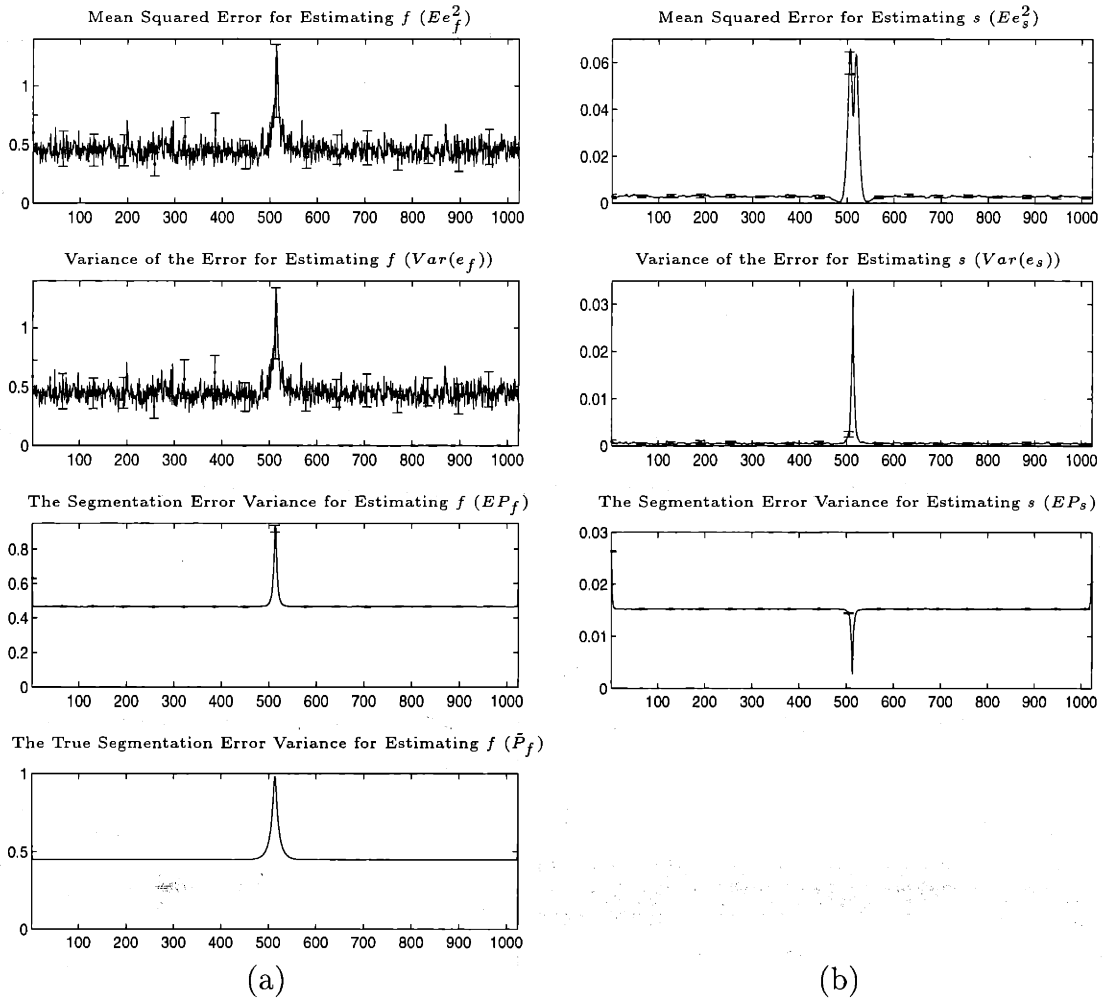 Mean Squared Error for Estimating f (Ee_f^2)
1
0.5
0
0 100 200 300 400 500 600 700 800 900 1000
Variance of the Error for Estimating f (Var(e_f))
1
0.5
0
0 100 200 300 400 500 600 700 800 900 1000
The Segmentation Error Variance for Estimating f (EP_f)
0.8
0.6
0.4
0.2
0
100 200 300 400 500 600 700 800 900 1000
The True Segmentation Error Variance for Estimating f (P̃_f)
1
0.5
0
100 200 300 400 500 600 700 800 900 1000
(a)
Mean Squared Error for Estimating s (Ee_s^2)
0.06
0.04
0.02
0
0 100 200 300 400 500 600 700 800 900 1000
Variance of the Error for Estimating s (Var(e_s))
0.03
0.02
0.01
0
100 200 300 400 500 600 700 800 900 1000
The Segmentation Error Variance for Estimating s (EP_s)
0.03
0.02
0.01
0
100 200 300 400 500 600 700 800 900 1000
(b)